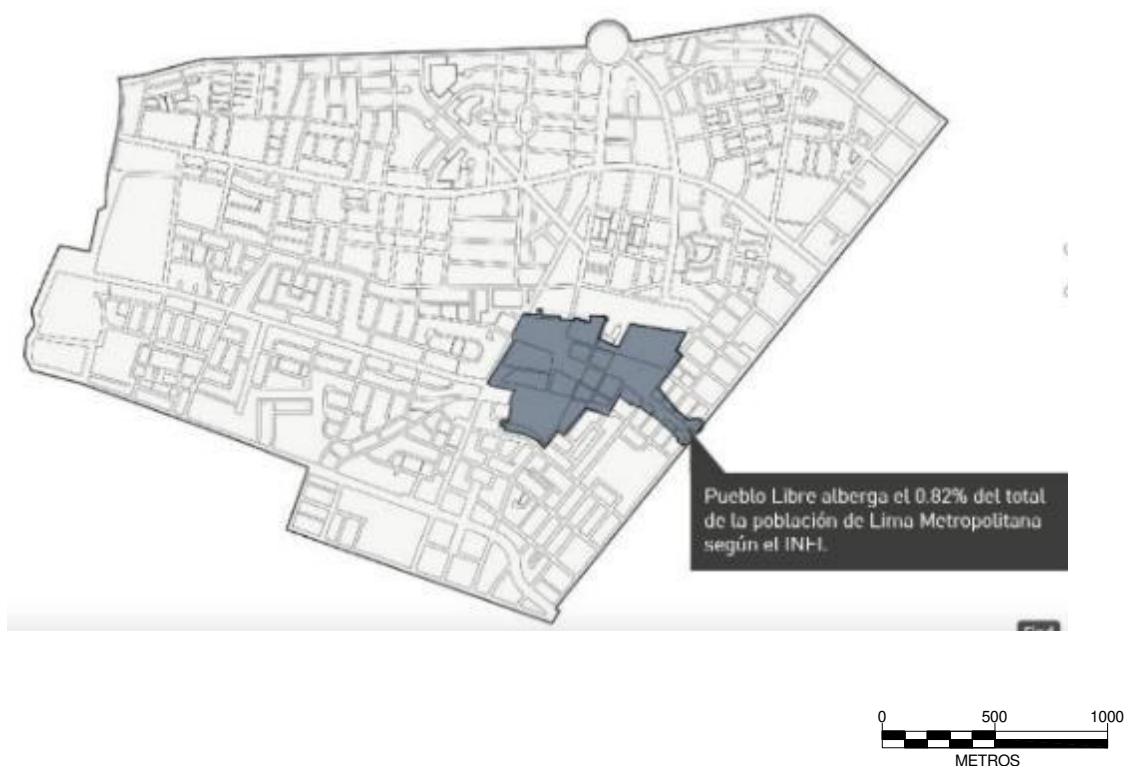 Pueblo Libre alberga el 0.82% del total
de la población de Lima Metropolitana
según el INEI.
0 500 1000
METROS